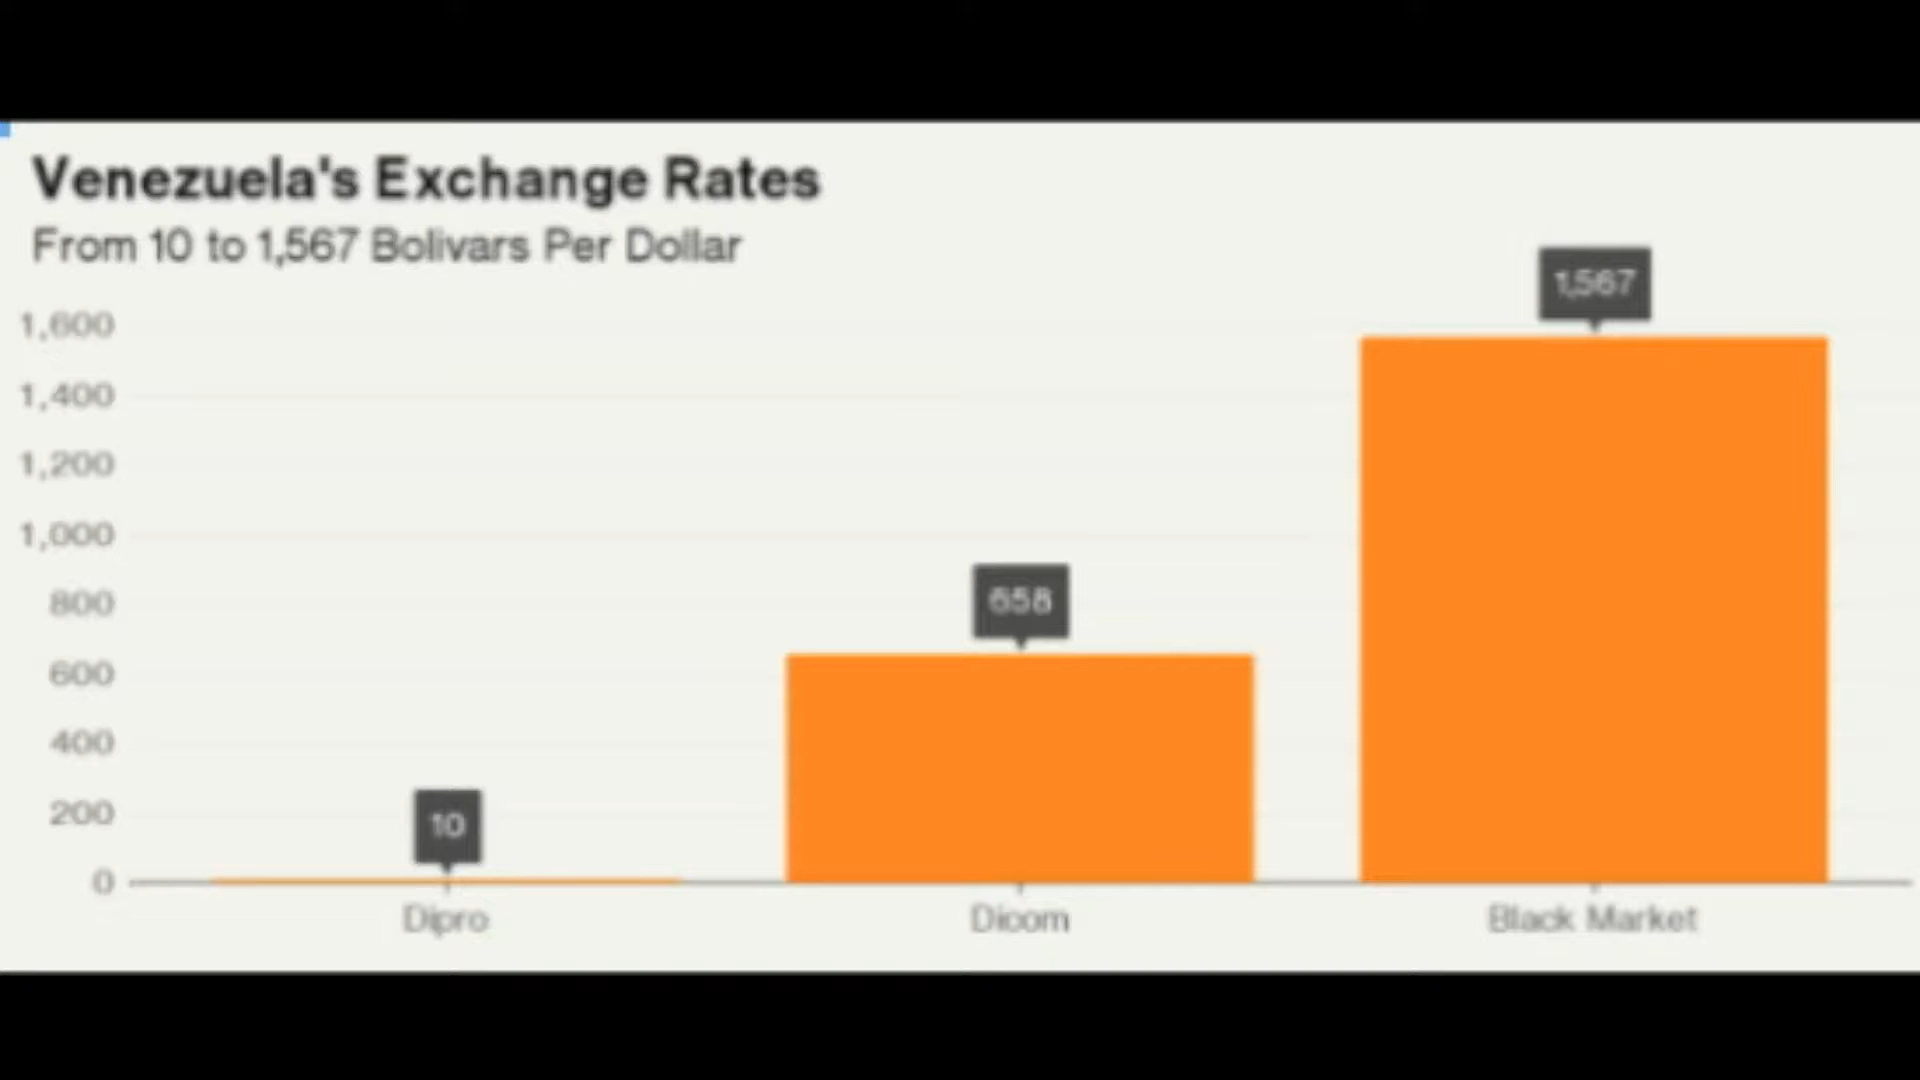 Venezuela's Exchange Rates
From 10 to 1,567 Bolivars Per Dollar
1,567
1,600
1,400
1,200
1,000
658
800
600
400
10
200
0
Dipro
Dicom
Black Market